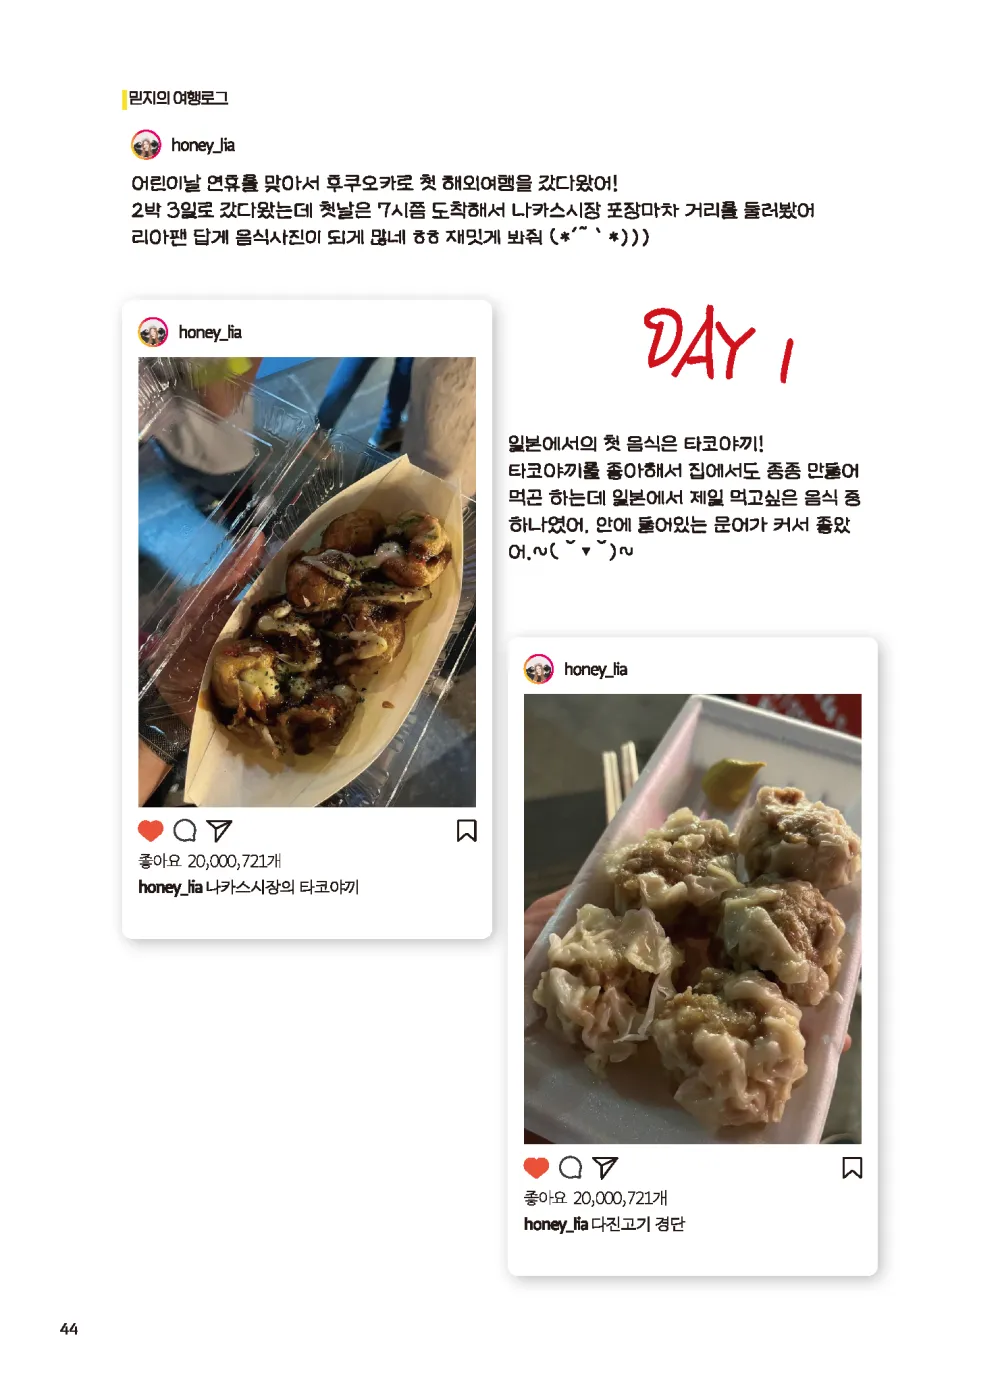 믿지의 여행로그
honey_lia
어린이날 연휴를 맞아서 후쿠오카로 첫 해외여행을 갔다왔어!
2박 3일로 갔다왔는데 첫날은 7시쯤 도착해서 나카스시장 포장마차 거리를 둘러봤어
리아팬 답게 음식사진이 되게 많네 ㅎㅎ 재밋게 봐줘 (*´˜`*)))
honey_lia
DAY 1
일본에서의 첫 음식은 타코야끼!
타코야끼를 좋아해서 집에서도 종종 만들어
먹곤 하는데 일본에서 제일 먹고싶은 음식 중
하나였어. 안에 들어있는 문어가 커서 좋았
어.~( ˘ ▾ ˘ )~
좋아요 20,000,721개
honey_lia 나카스시장의 타코야끼
honey_lia
좋아요 20,000,721개
honey_lia 다진고기 경단
44